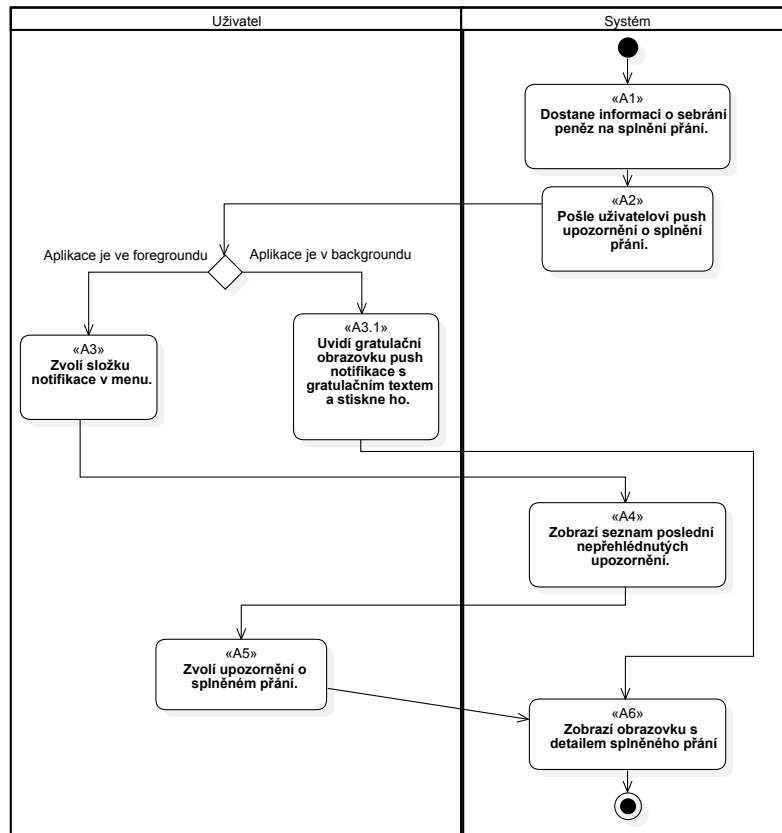 Uživatel
Systém
«A1»
Dostane informaci o sebrání
peněz na splnění přání.
«A2»
Pošle uživatelovi push
upozornění o splnění
přáni.
Aplikace je ve foregroundu
Aplikace je v backgroundu
«A3»
Zvolí složku
notifikace v menu.
«A3.1»
Uvidí gratulační
obrazovku push
notifikace s
gratulačním textem
a stiskne ho.
«A4»
Zobrazí seznam poslední
nepřehlédnutých
upozornění.
«A5»
Zvolí upozornění o
splněném přání.
«A6»
Zobrazí obrazovku s
detailem splněného přání